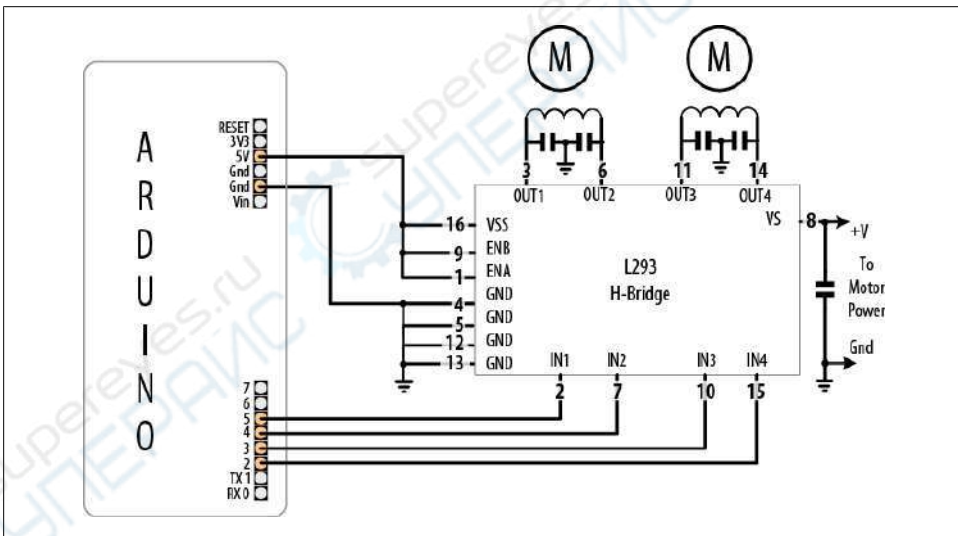 ARDUINO
RESET
3V3
5V
Gnd
Gnd
Vin
7
6
5
4
3
2
TX 1
RX 0
M
M
3
6
11
14
OUT1
OUT2
OUT3
OUT4
16
VSS
9
ENB
1
ENA
4
GND
5
GND
12
GND
13
GND
L293
H-Bridge
VS
8
+V
To
Motor
Power
Gnd
IN1
IN2
IN3
IN4
2
7
10
15
supereyes.ru
СУПЕРАЙС